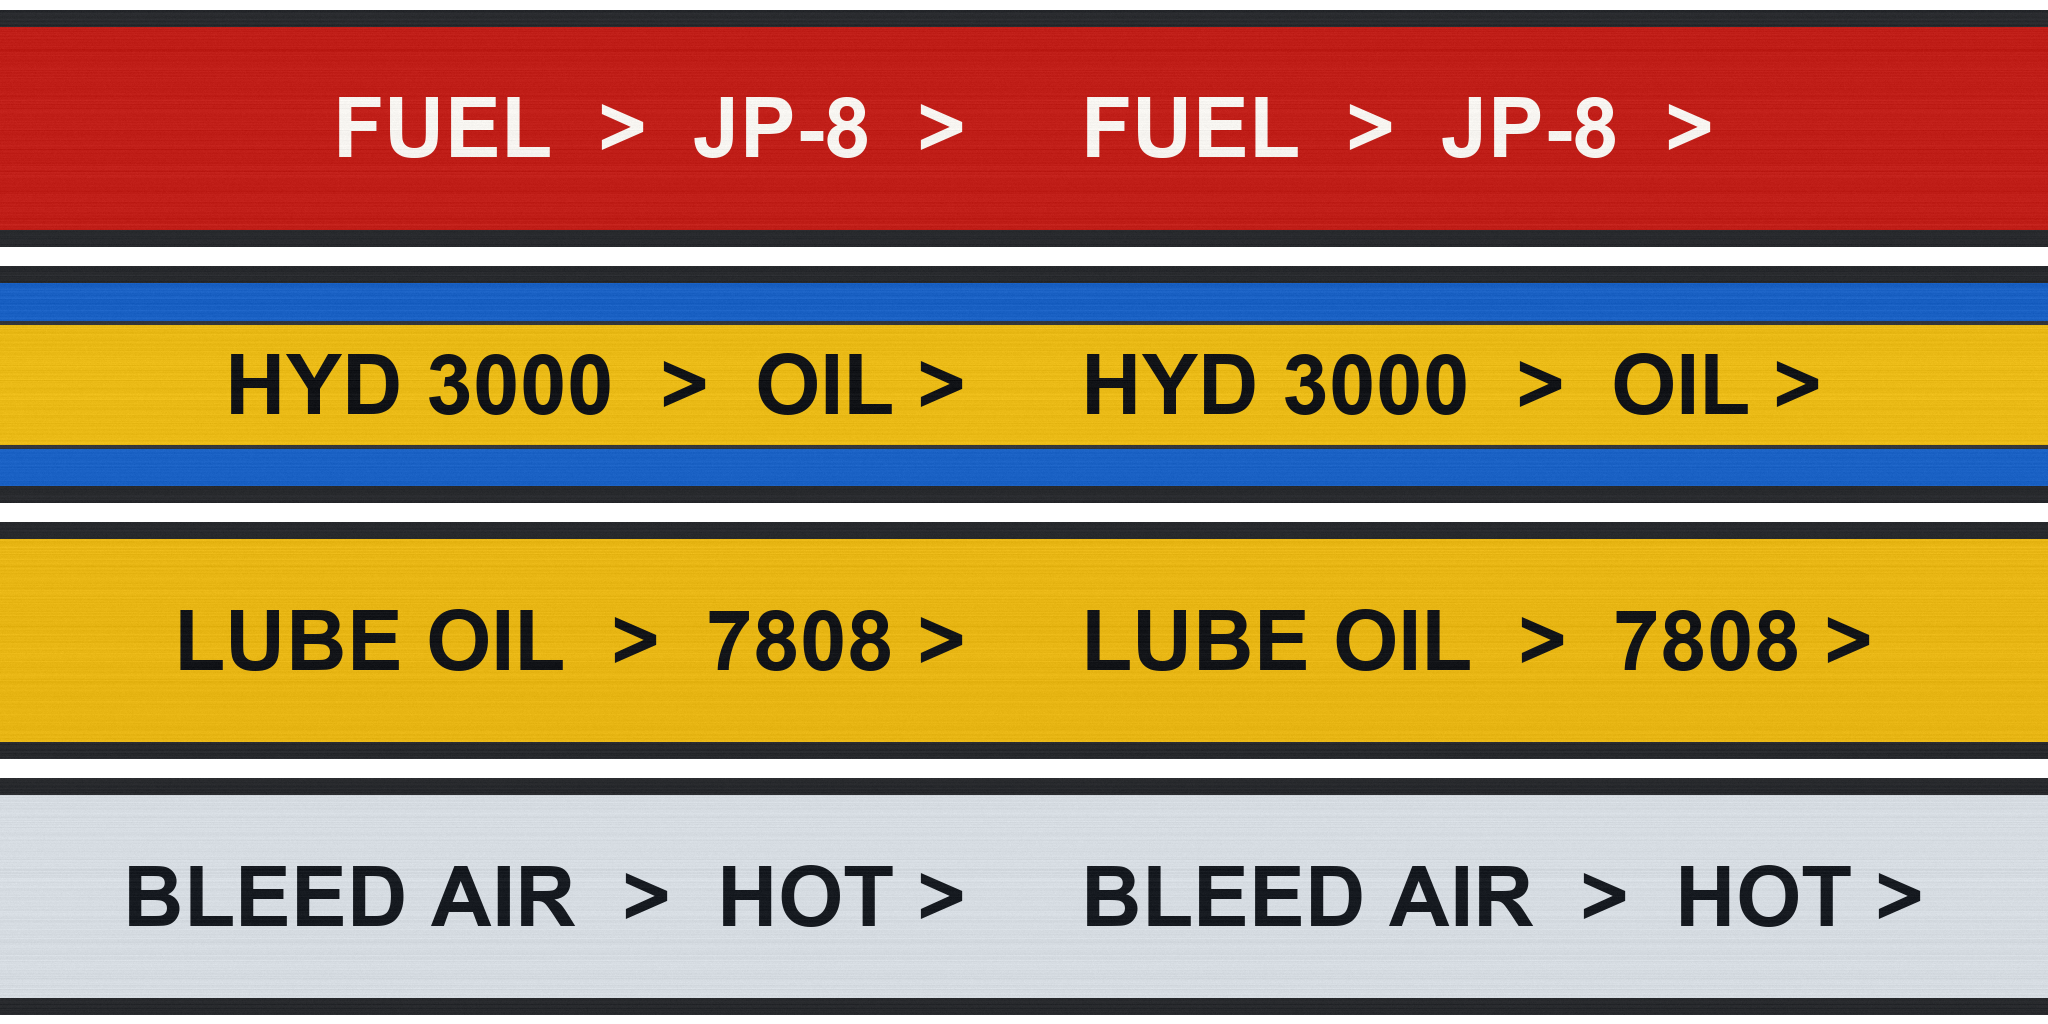 FUEL > JP-8 > FUEL > JP-8 >
HYD 3000 > OIL > HYD 3000 > OIL >
LUBE OIL > 7808 > LUBE OIL > 7808 >
BLEED AIR > HOT > BLEED AIR > HOT >